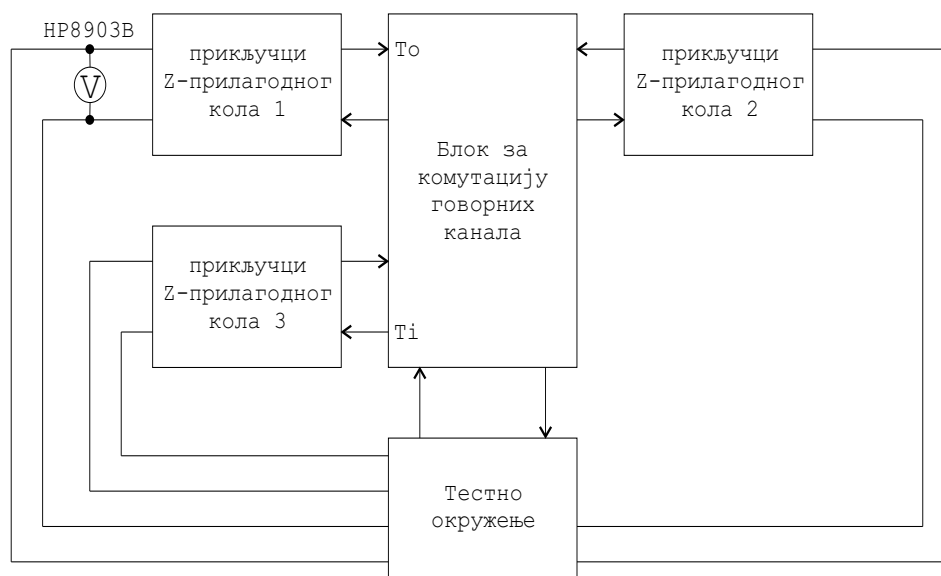 HP8903B
прикључци
Z-прилагодног
кола 1
To
прикључци
Z-прилагодног
кола 2
V
Блок за
комутацију
говорних
канала
прикључци
Z-прилагодног
кола 3
Ti
Тестно
окружење